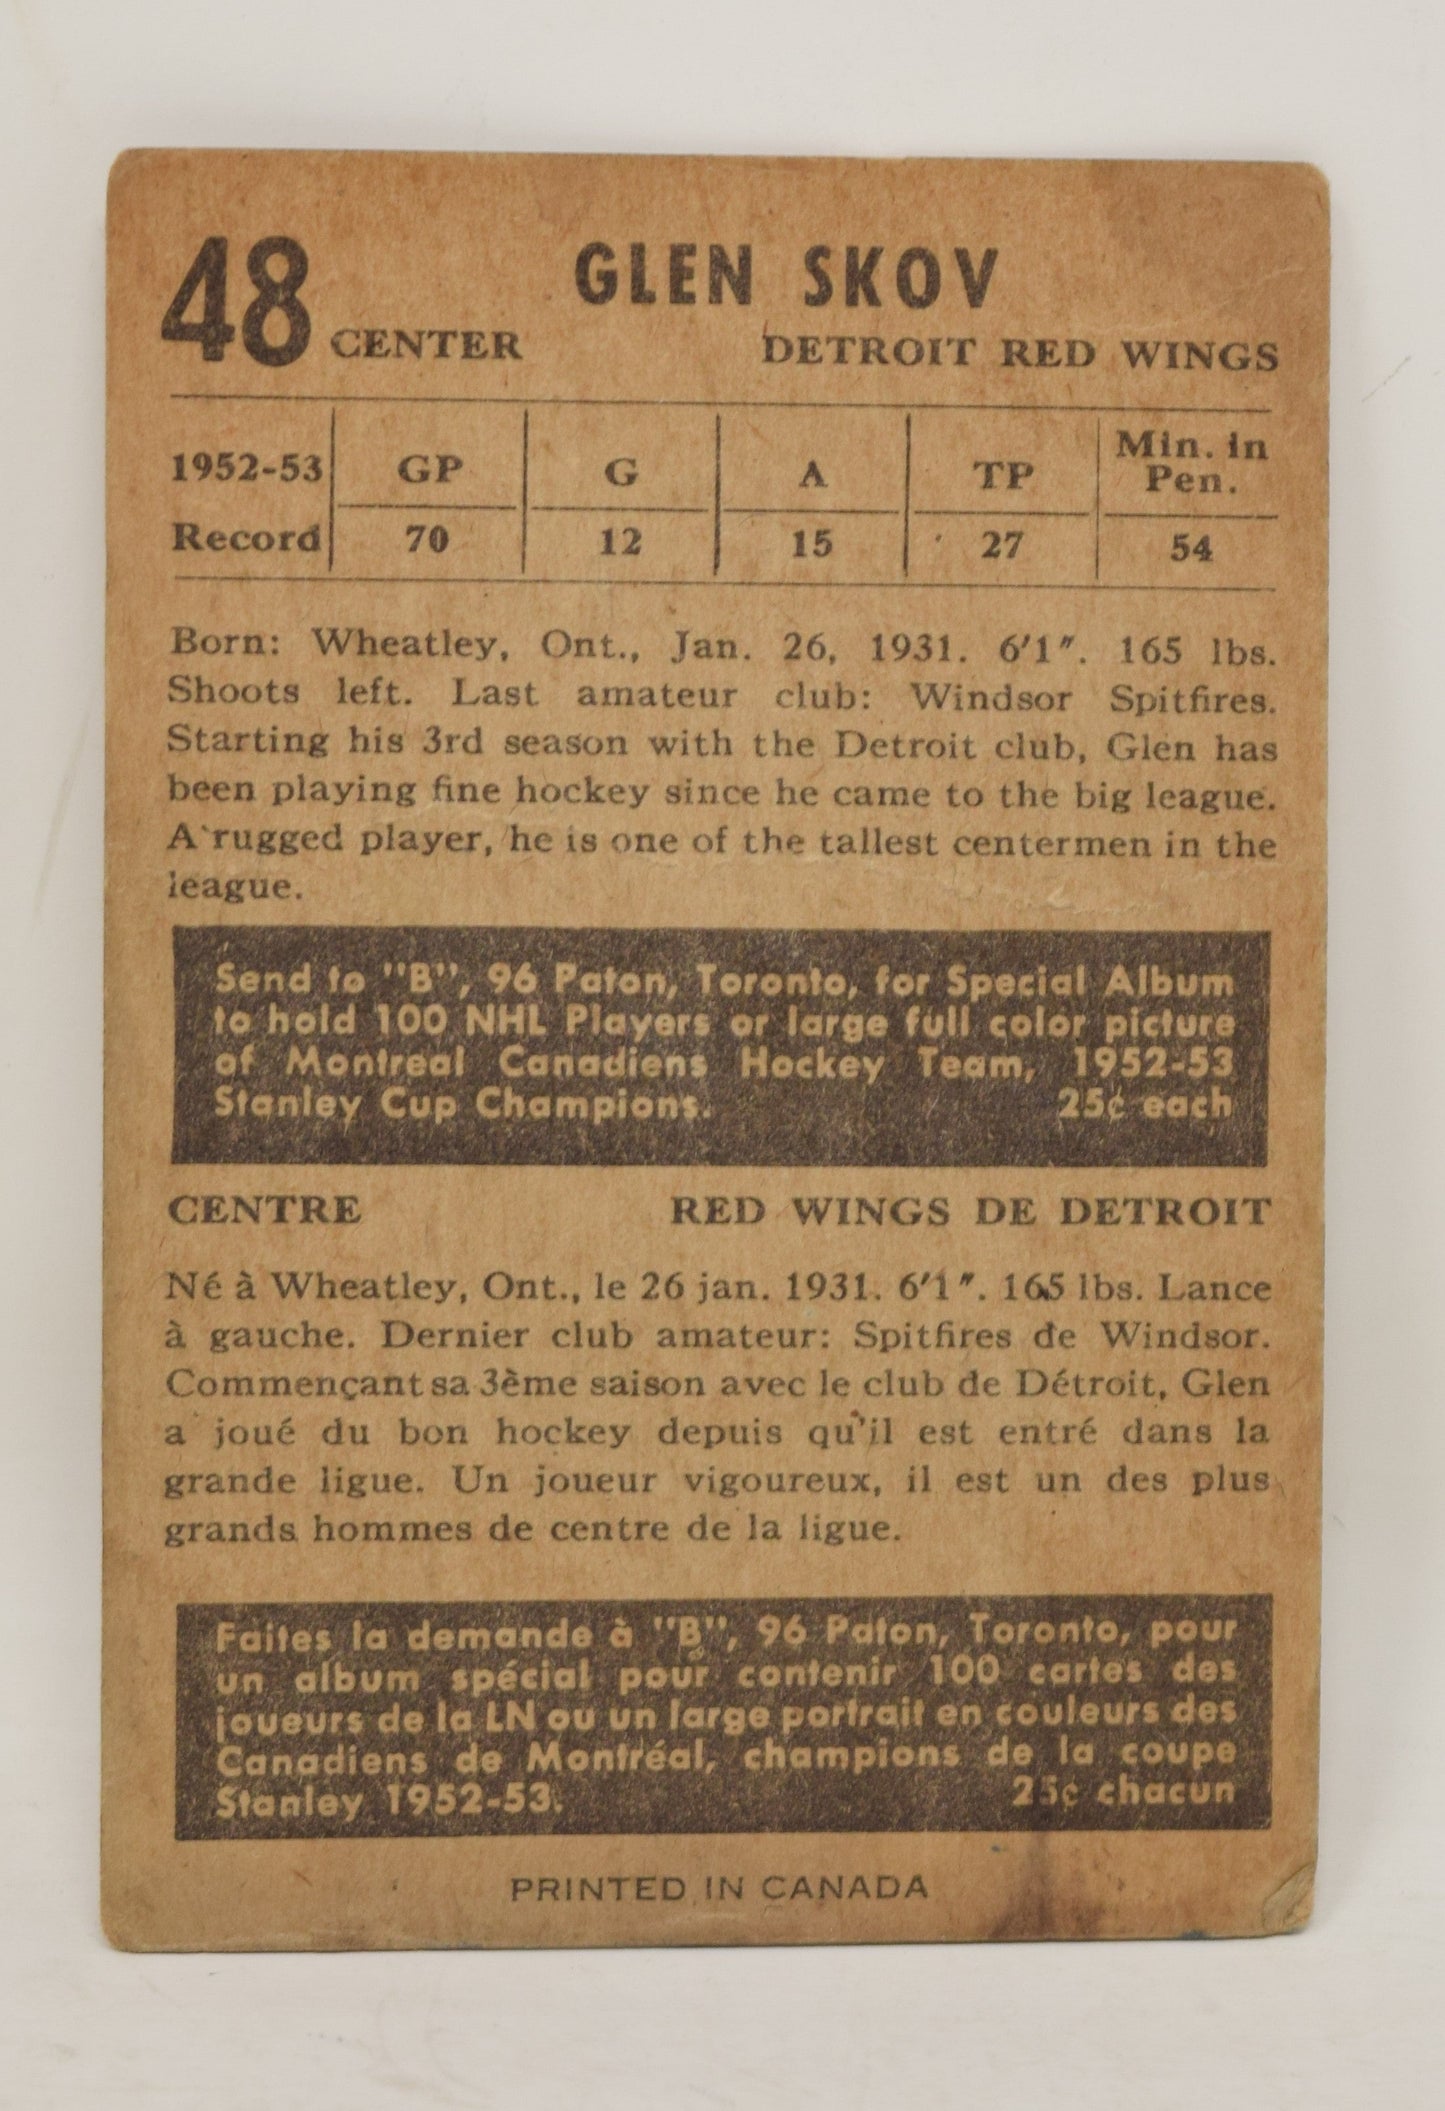 48 GLEN SKOV
CENTER DETROIT RED WINGS
1952-53 GP G A TP Min. in Pen.
Record 70 12 15 27 54
Born: Wheatley, Ont., Jan. 26, 1931. 6'1". 165 lbs.
Shoots left. Last amateur club: Windsor Spitfires.
Starting his 3rd season with the Detroit club, Glen has
been playing fine hockey since he came to the big league.
A rugged player, he is one of the tallest centermen in the
league.
Send to "B", 96 Paton, Toronto, for Special Album
to hold 100 NHL Players or large full color picture
of Montreal Canadiens Hockey Team, 1952-53
Stanley Cup Champions. 25¢ each
CENTRE RED WINGS DE DETROIT
Né à Wheatley, Ont., le 26 jan. 1931. 6'1". 165 lbs. Lance
à gauche. Dernier club amateur: Spitfires de Windsor.
Commençant sa 3ème saison avec le club de Détroit, Glen
a joué du bon hockey depuis qu'il est entré dans la
grande ligue. Un joueur vigoureux, il est un des plus
grands hommes de centre de la ligue.
Faites la demande à "B", 96 Paton, Toronto, pour
un album spécial pour contenir 100 cartes des
joueurs de la LN ou un large portrait en couleurs des
Canadiens de Montréal, champions de la coupe
Stanley 1952-53. 25¢ chacun
PRINTED IN CANADA